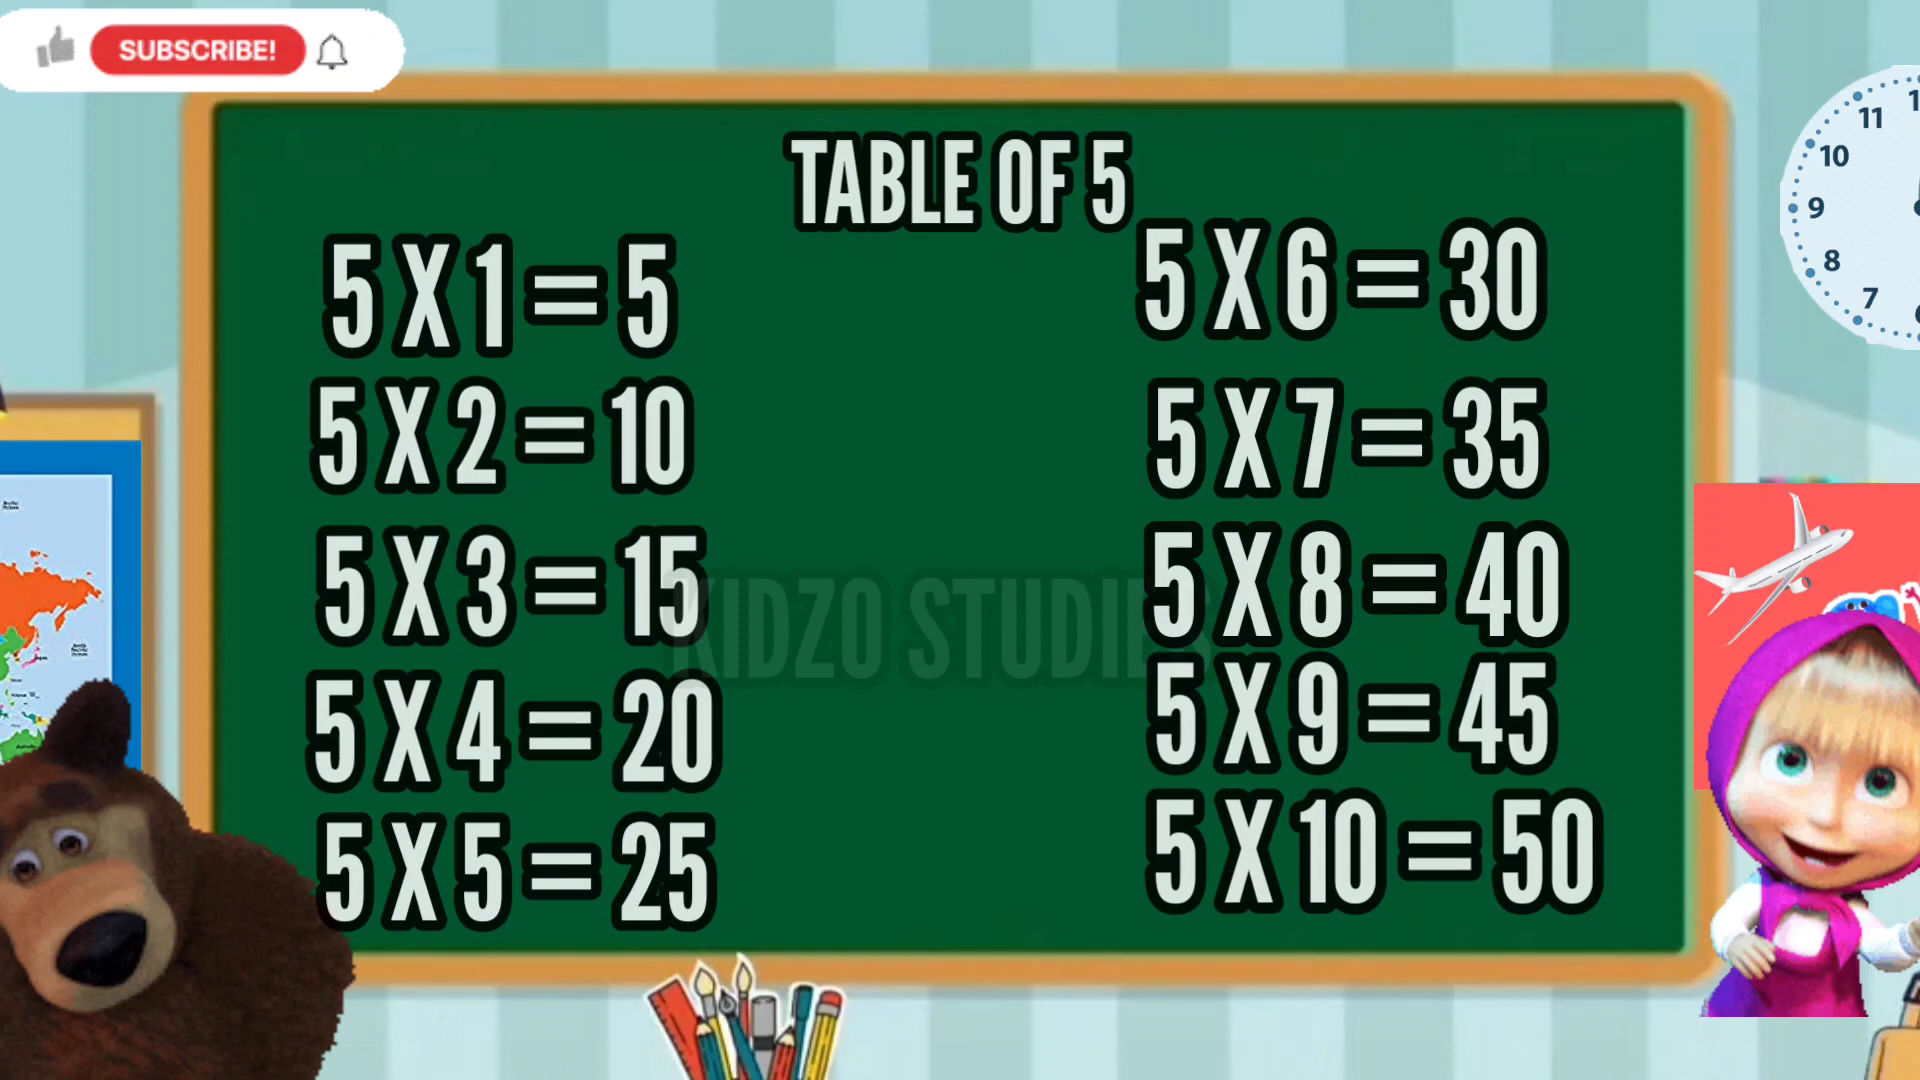 SUBSCRIBE!
TABLE OF 5
5 X 1 = 5
5 X 2 = 10
5 X 3 = 15
5 X 4 = 20
5 X 5 = 25
5 X 6 = 30
5 X 7 = 35
5 X 8 = 40
5 X 9 = 45
5 X 10 = 50
KIDZO STUDIES
11
10
9
8
7